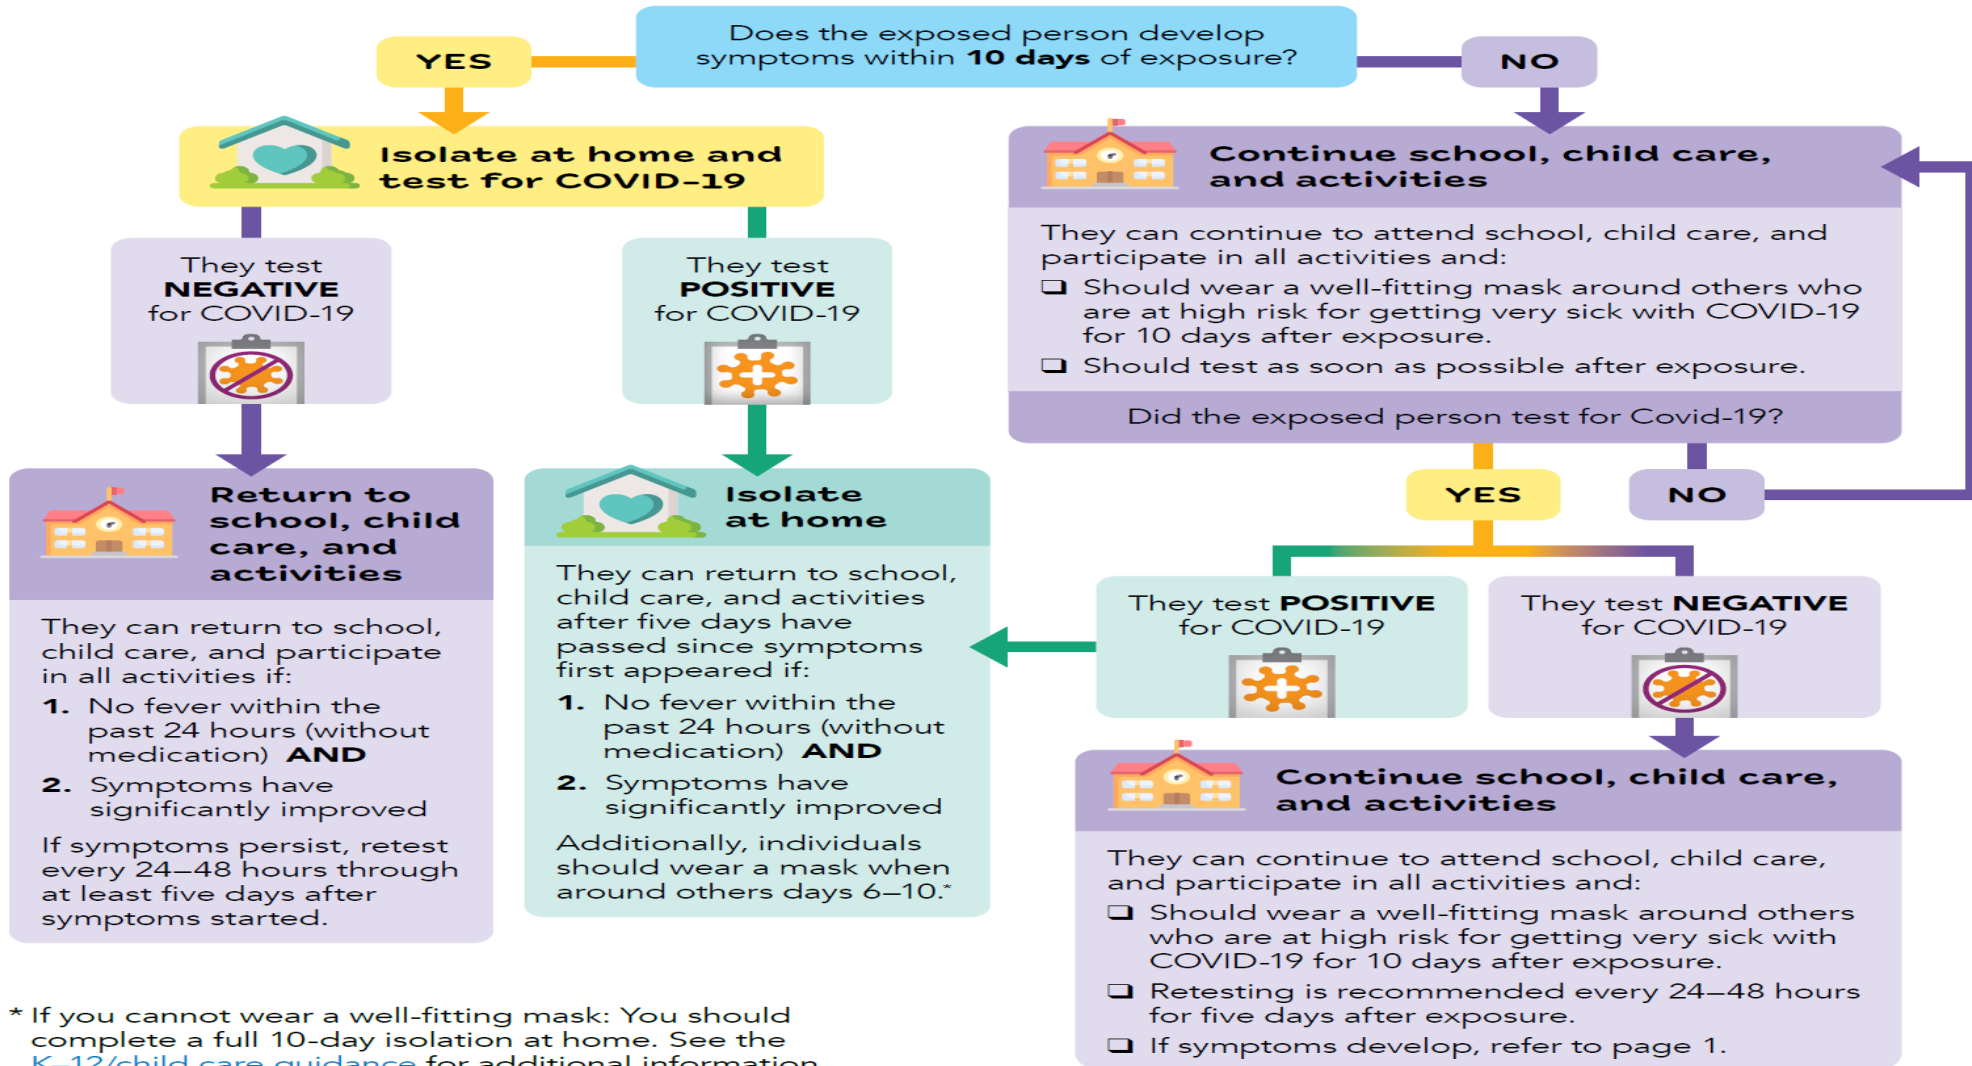 Does the exposed person develop
symptoms within 10 days of exposure?
YES
NO
Isolate at home and
test for COVID-19
They test
NEGATIVE
for COVID-19
They test
POSITIVE
for COVID-19
Return to
school, child
care, and
activities
They can return to school,
child care, and participate
in all activities if:
1. No fever within the
past 24 hours (without
medication) AND
2. Symptoms have
significantly improved
If symptoms persist, retest
every 24–48 hours through
at least five days after
symptoms started.
Isolate
at home
They can return to school,
child care, and activities
after five days have
passed since symptoms
first appeared if:
1. No fever within the
past 24 hours (without
medication) AND
2. Symptoms have
significantly improved
Additionally, individuals
should wear a mask when
around others days 6–10.*
Continue school, child care,
and activities
They can continue to attend school, child care, and
participate in all activities and:
❏ Should wear a well-fitting mask around others who
are at high risk for getting very sick with COVID-19
for 10 days after exposure.
❏ Should test as soon as possible after exposure.
Did the exposed person test for Covid-19?
YES
NO
They test POSITIVE
for COVID-19
They test NEGATIVE
for COVID-19
Continue school, child care,
and activities
They can continue to attend school, child care,
and participate in all activities and:
❏ Should wear a well-fitting mask around others
who are at high risk for getting very sick with
COVID-19 for 10 days after exposure.
❏ Retesting is recommended every 24–48 hours
for five days after exposure.
❏ If symptoms develop, refer to page 1.
* If you cannot wear a well-fitting mask: You should
complete a full 10-day isolation at home. See the
K–12/child care guidance for additional information